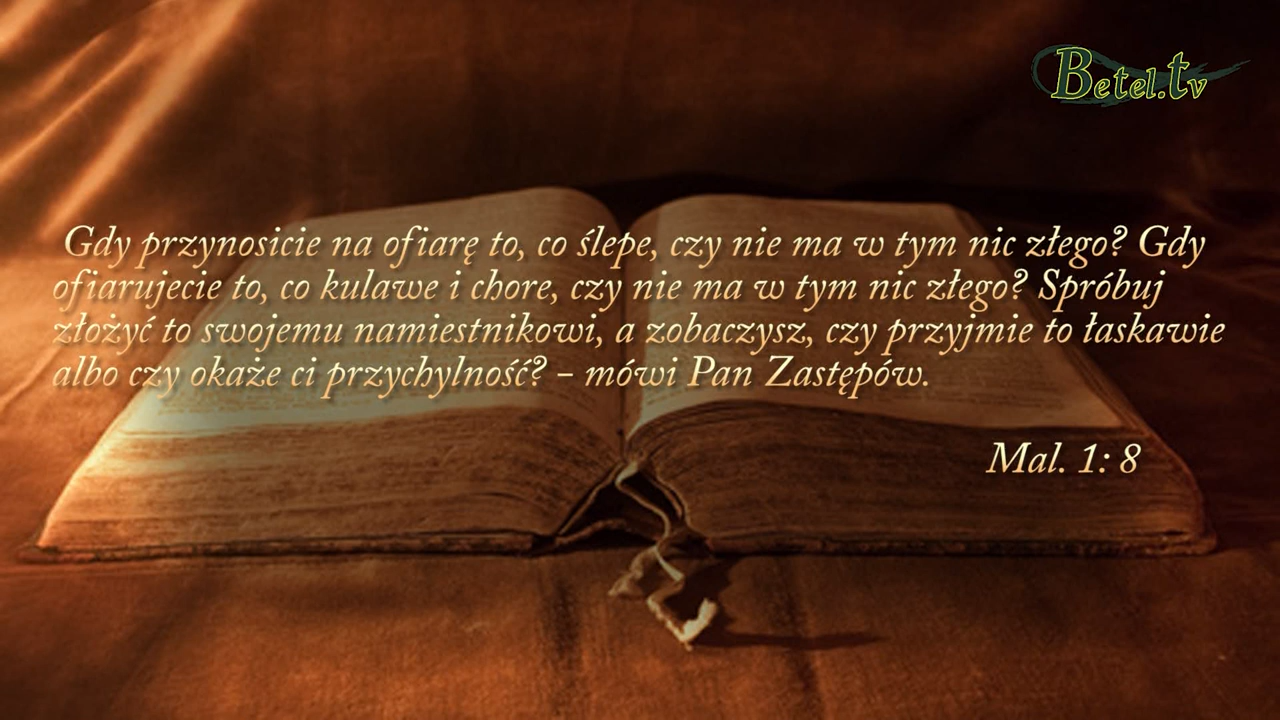 Betel.tv
Gdy przynosicie na ofiarę to, co ślepe, czy nie ma w tym nic złego? Gdy
ofiarujecie to, co kulawe i chore, czy nie ma w tym nic złego? Spróbuj
złożyć to swojemu namiestnikowi, a zobaczysz, czy przyjmie to łaskawie
albo czy okaże ci przychylność? – mówi Pan Zastępów.
Mal. 1: 8